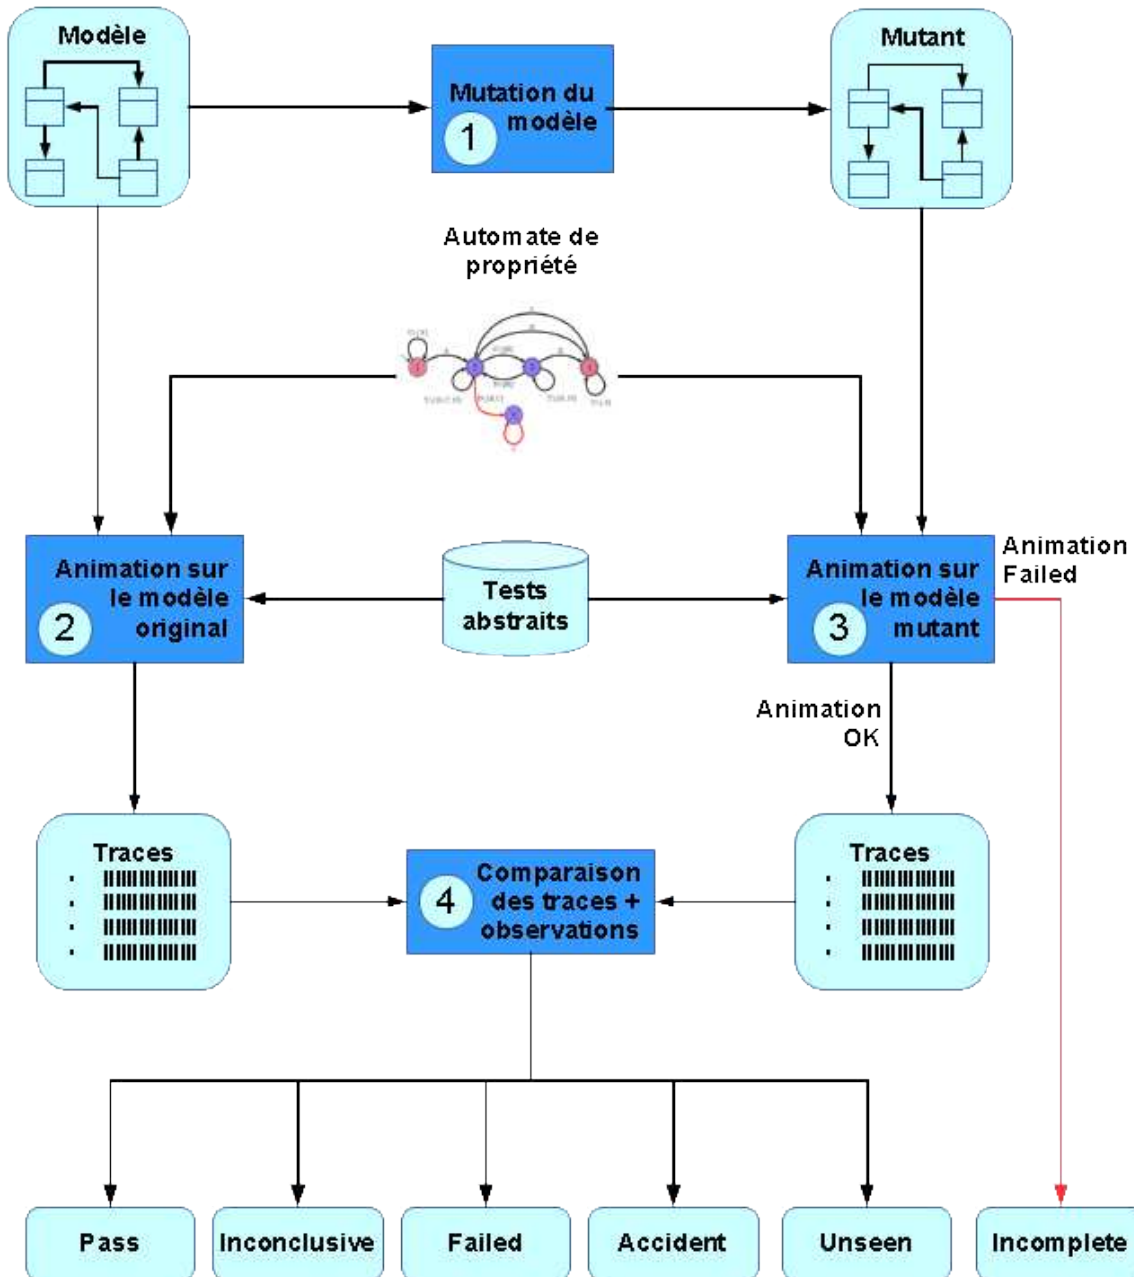 Modèle
Mutation du
modèle
1
Mutant
Automate de
propriété
Animation sur
le modèle
original
2
Tests
abstraits
Animation sur
le modèle
mutant
3
Animation
Failed
Animation
OK
Traces
Comparaison
des traces +
observations
4
Traces
Pass
Inconclusive
Failed
Accident
Unseen
Incomplete